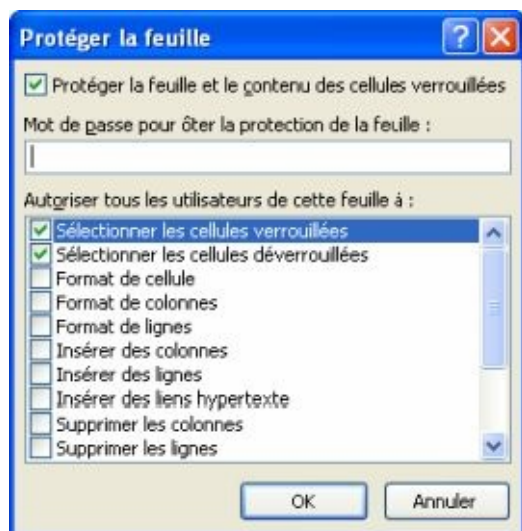 Protéger la feuille
Protéger la feuille et le contenu des cellules verrouillées
Mot de passe pour ôter la protection de la feuille :
Autoriser tous les utilisateurs de cette feuille à :
Sélectionner les cellules verrouillées
Sélectionner les cellules déverrouillées
Format de cellule
Format de colonnes
Format de lignes
Insérer des colonnes
Insérer des lignes
Insérer des liens hypertexte
Supprimer les colonnes
Supprimer les lignes
OK Annuler